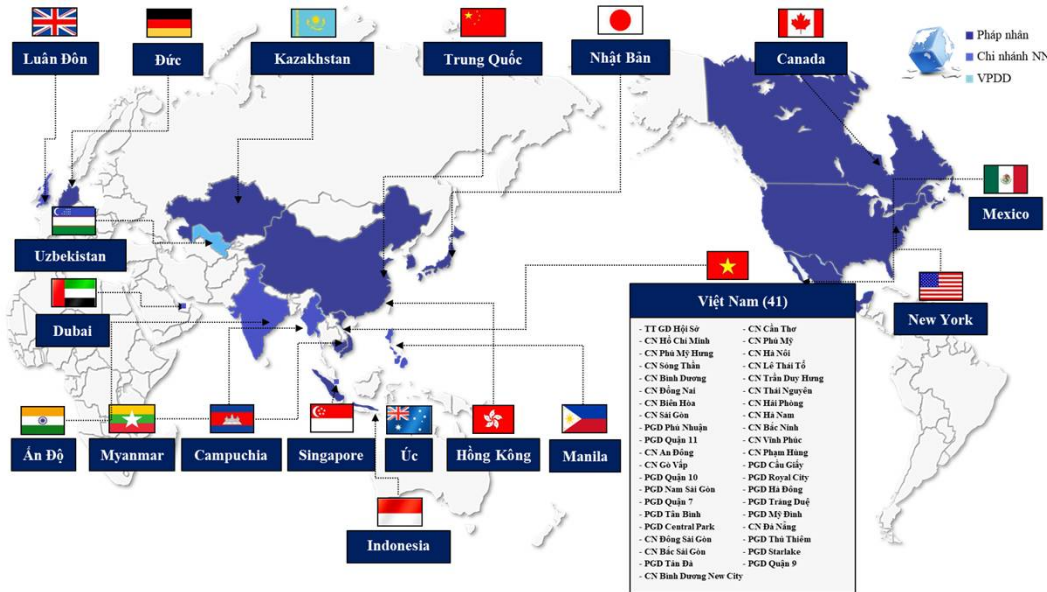 Luân Đôn
Đức
Kazakhstan
Trung Quốc
Nhật Bản
Canada
Pháp nhân
Chi nhánh NN
VPDD
Mexico
Uzbekistan
Dubai
New York
Ấn Độ
Myanmar
Campuchia
Singapore
Úc
Hồng Kông
Manila
Indonesia
Việt Nam (41)
- TT GD Hội Sở
- CN Hồ Chí Minh
- CN Phú Mỹ Hưng
- CN Sóng Thần
- CN Bình Dương
- CN Đồng Nai
- CN Biên Hòa
- CN Sài Gòn
- PGD Phú Nhuận
- PGD Quận 11
- CN An Đông
- CN Gò Vấp
- PGD Quận 10
- PGD Nam Sài Gòn
- PGD Quận 7
- PGD Tân Bình
- PGD Central Park
- CN Đông Sài Gòn
- CN Bắc Sài Gòn
- PGD Tản Đà
- CN Bình Dương New City
- CN Cần Thơ
- CN Phú Mỹ
- CN Hà Nội
- CN Lê Thái Tổ
- CN Trần Duy Hưng
- CN Thái Nguyên
- CN Hải Phòng
- CN Hà Nam
- CN Bắc Ninh
- CN Vĩnh Phúc
- CN Phạm Hùng
- PGD Cầu Giấy
- PGD Royal City
- PGD Hà Đông
- PGD Tràng Duệ
- PGD Mỹ Đình
- CN Đà Nẵng
- PGD Thủ Thiêm
- PGD Starlake
- PGD Quận 9